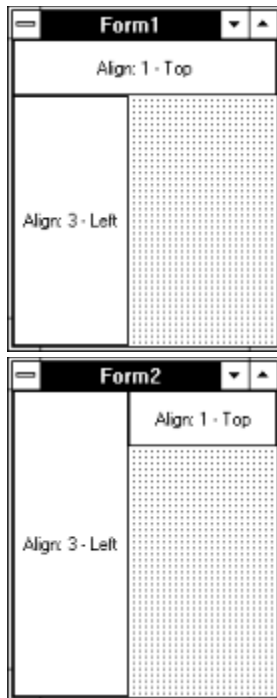 Form1
Align: 1 - Top
Align: 3 - Left
Form2
Align: 1 - Top
Align: 3 - Left